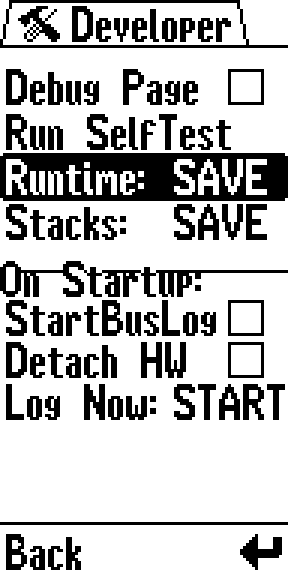 Developer
Debug Page
Run SelfTest
Runtime: SAVE
Stacks: SAVE
On Startup:
StartBusLog
Detach HW
Log Now: START
Back